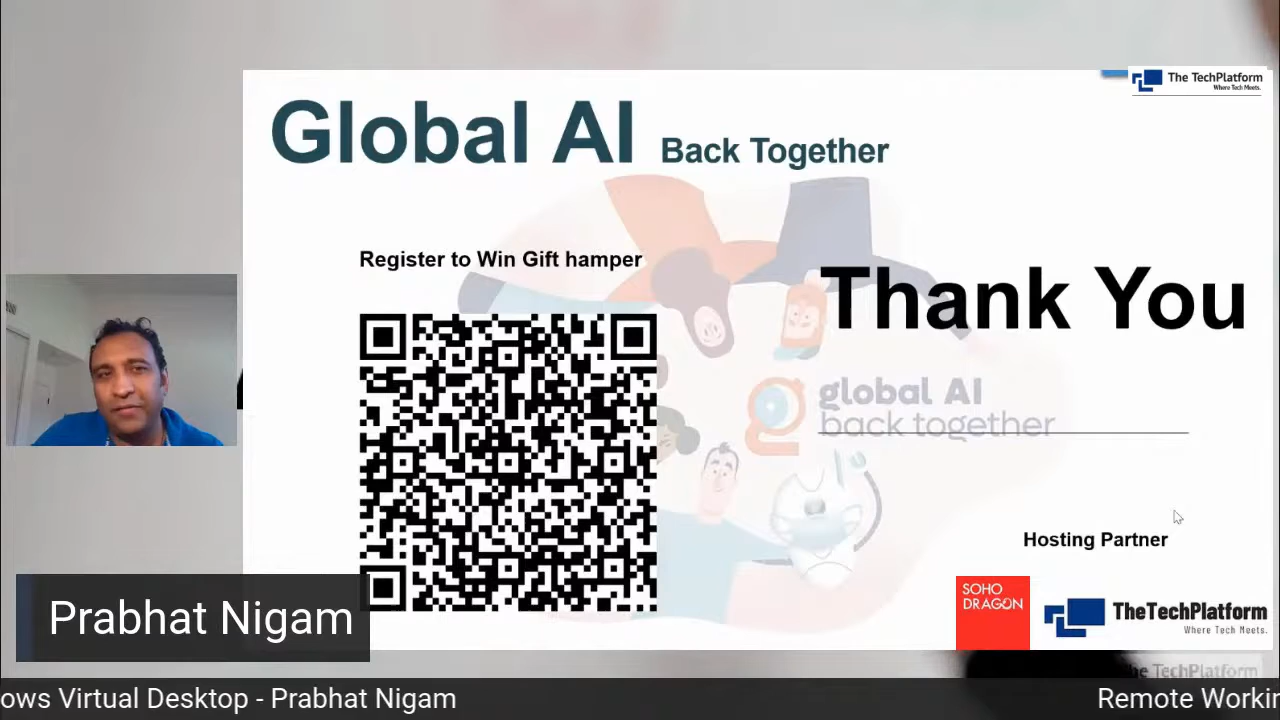 The TechPlatform
Where Tech Meets.
Global AI Back Together
Register to Win Gift hamper
Thank You
global AI
back together
Hosting Partner
SOHO
DRAGON
TheTechPlatform
Where Tech Meets.
Prabhat Nigam
TechPlatform
ows Virtual Desktop - Prabhat Nigam
Remote Workin